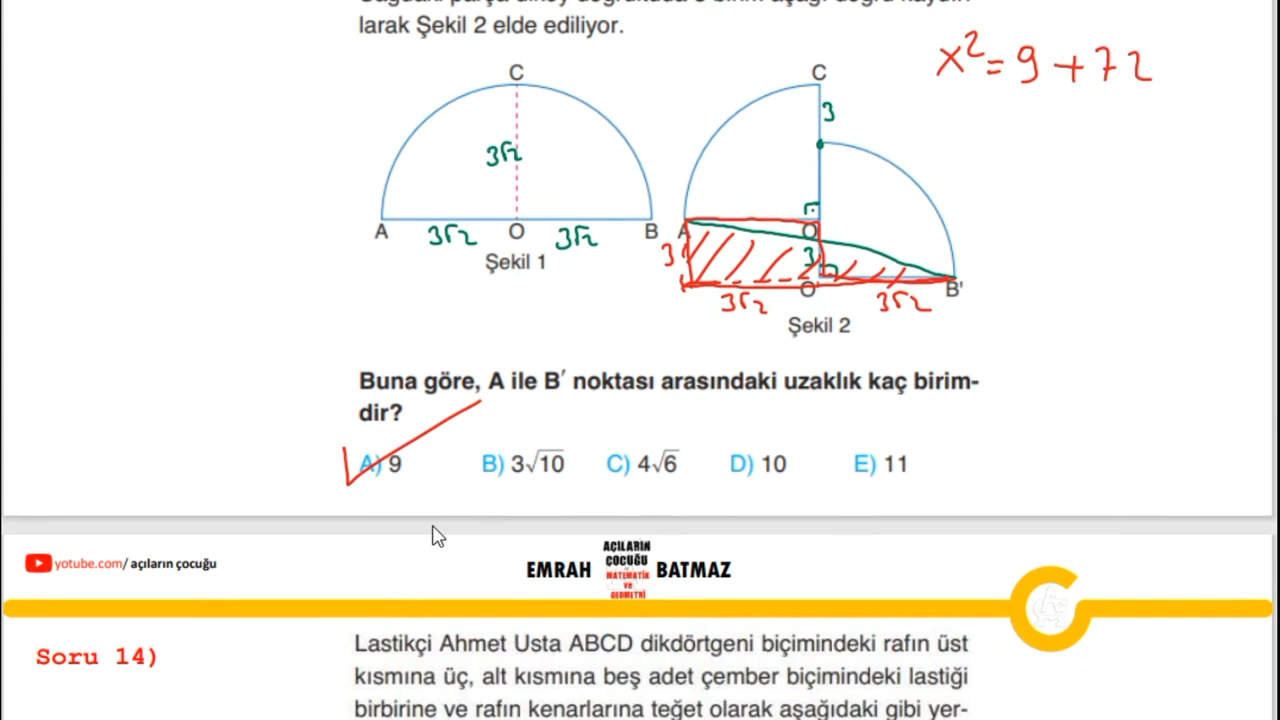 larak Şekil 2 elde ediliyor.
x² = 9 + 72
C
C
3
3√2
A
3√2
O
3√2
B
A
O
3
3
3√2
O'
3√2
B'
Şekil 1
Şekil 2
Buna göre, A ile B′ noktası arasındaki uzaklık kaç birim-
dir?
A) 9 B) 3√10 C) 4√6 D) 10 E) 11
yotube.com/ açıların çocuğu
EMRAH
AÇILARIN
ÇOCUĞU
MATEMATİK
ve
GEOMETRİ
BATMAZ
Soru 14)
Lastikçi Ahmet Usta ABCD dikdörtgeni biçimindeki rafın üst
kısmına üç, alt kısmına beş adet çember biçimindeki lastiği
birbirine ve rafın kenarlarına teğet olarak aşağıdaki gibi yer-